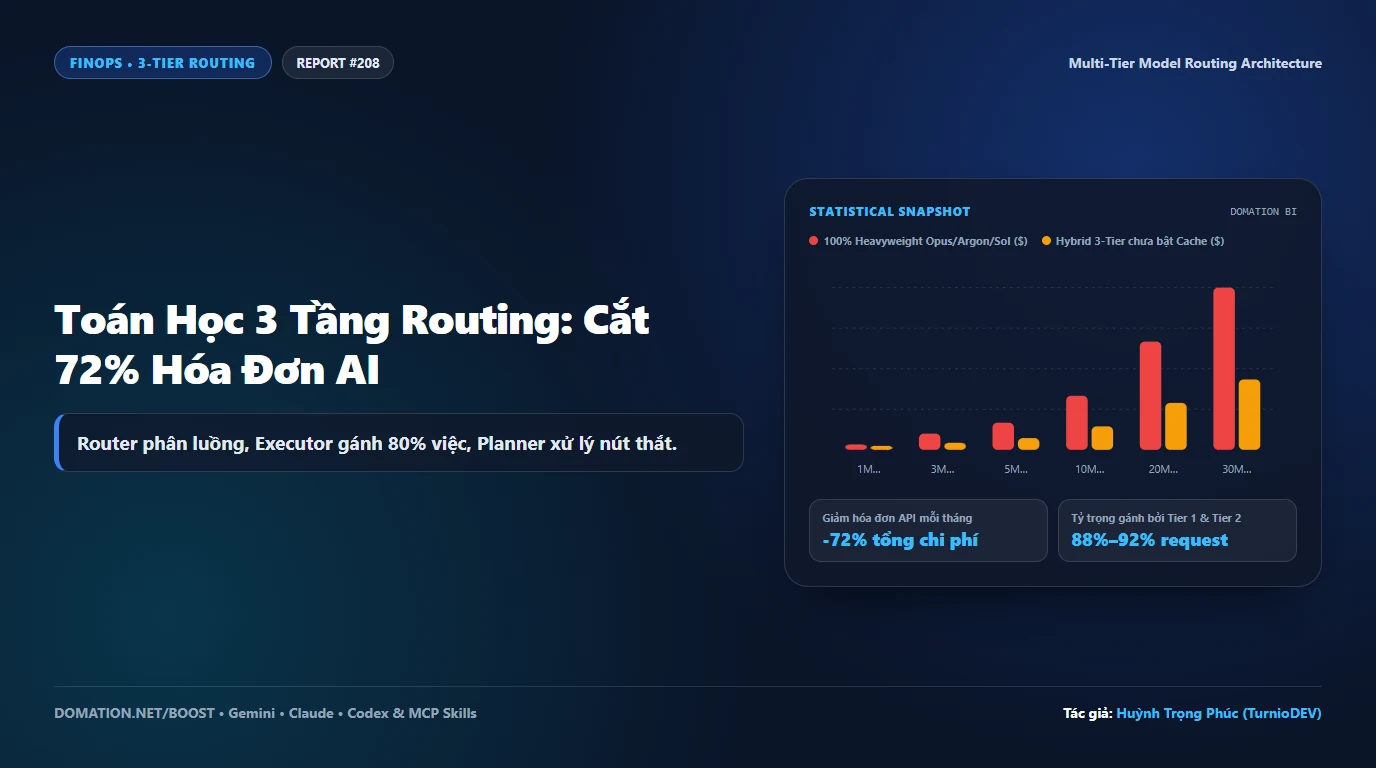 FINOPS • 3-TIER ROUTING
REPORT #208
Multi-Tier Model Routing Architecture
Toán Học 3 Tầng Routing: Cắt
72% Hóa Đơn AI
Router phân luồng, Executor gánh 80% việc, Planner xử lý nút thắt.
STATISTICAL SNAPSHOT
DOMATION BI
100% Heavyweight Opus/Argon/Sol ($)
Hybrid 3-Tier chưa bật Cache ($)
1M...
3M...
5M...
10M...
20M...
30M...
Giảm hóa đơn API mỗi tháng
-72% tổng chi phí
Tỷ trọng gánh bởi Tier 1 & Tier 2
88%–92% request
DOMATION.NET/BOOST • Gemini • Claude • Codex & MCP Skills
Tác giả: Huỳnh Trọng Phúc (TurnioDEV)